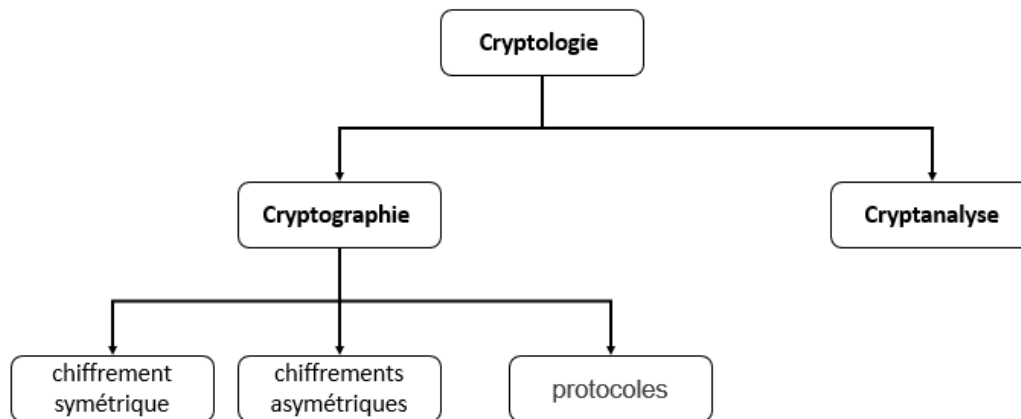 Cryptologie
Cryptographie
Cryptanalyse
chiffrement
symétrique
chiffrements
asymétriques
protocoles